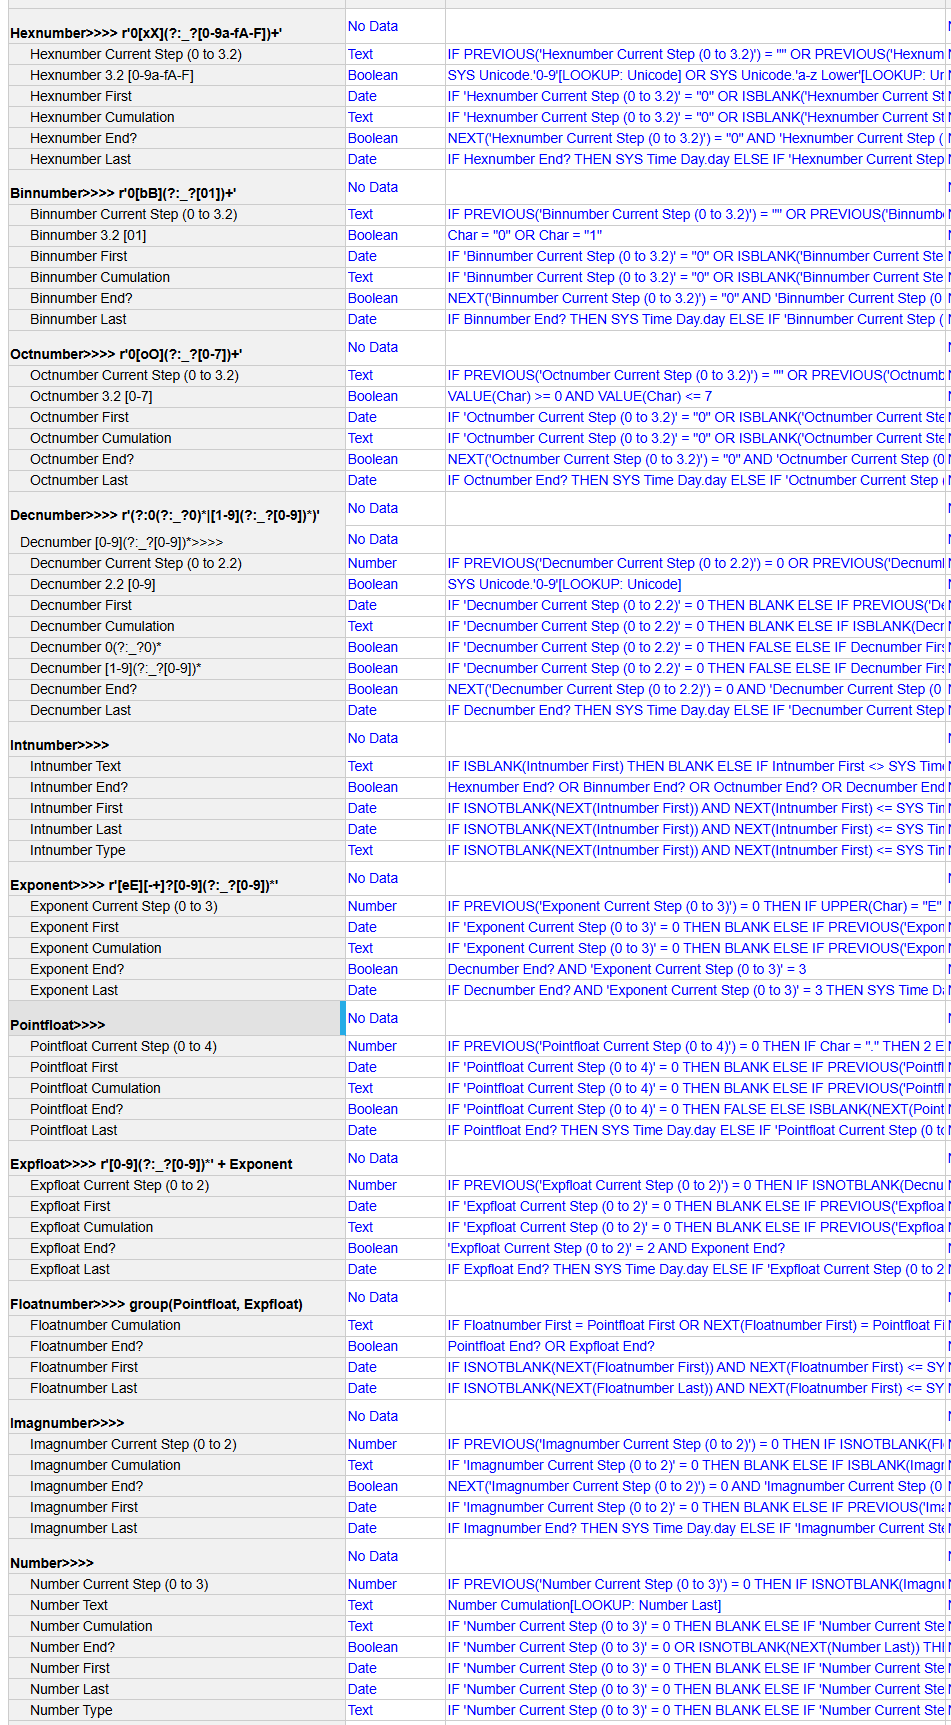 Hexnumber>>>> r'0[xX](?:_?[0-9a-fA-F])+' No Data
Hexnumber Current Step (0 to 3.2) Text IF PREVIOUS('Hexnumber Current Step (0 to 3.2)') = "" OR PREVIOUS('Hexnum
Hexnumber 3.2 [0-9a-fA-F] Boolean SYS Unicode.'0-9'[LOOKUP: Unicode] OR SYS Unicode.'a-z Lower'[LOOKUP: Ur
Hexnumber First Date IF 'Hexnumber Current Step (0 to 3.2)' = "0" OR ISBLANK('Hexnumber Current St
Hexnumber Cumulation Text IF 'Hexnumber Current Step (0 to 3.2)' = "0" OR ISBLANK('Hexnumber Current St
Hexnumber End? Boolean NEXT('Hexnumber Current Step (0 to 3.2)') = "0" AND 'Hexnumber Current Step (
Hexnumber Last Date IF Hexnumber End? THEN SYS Time Day.day ELSE IF 'Hexnumber Current Step
Binnumber>>>> r'0[bB](?:_?[01])+' No Data
Binnumber Current Step (0 to 3.2) Text IF PREVIOUS('Binnumber Current Step (0 to 3.2)') = "" OR PREVIOUS('Binnumb
Binnumber 3.2 [01] Boolean Char = "0" OR Char = "1"
Binnumber First Date IF 'Binnumber Current Step (0 to 3.2)' = "0" OR ISBLANK('Binnumber Current Ste
Binnumber Cumulation Text IF 'Binnumber Current Step (0 to 3.2)' = "0" OR ISBLANK('Binnumber Current Ste
Binnumber End? Boolean NEXT('Binnumber Current Step (0 to 3.2)') = "0" AND 'Binnumber Current Step (0
Binnumber Last Date IF Binnumber End? THEN SYS Time Day.day ELSE IF 'Binnumber Current Step (
Octnumber>>>> r'0[oO](?:_?[0-7])+' No Data
Octnumber Current Step (0 to 3.2) Text IF PREVIOUS('Octnumber Current Step (0 to 3.2)') = "" OR PREVIOUS('Octnumb
Octnumber 3.2 [0-7] Boolean VALUE(Char) >= 0 AND VALUE(Char) <= 7
Octnumber First Date IF 'Octnumber Current Step (0 to 3.2)' = "0" OR ISBLANK('Octnumber Current Ste
Octnumber Cumulation Text IF 'Octnumber Current Step (0 to 3.2)' = "0" OR ISBLANK('Octnumber Current Ste
Octnumber End? Boolean NEXT('Octnumber Current Step (0 to 3.2)') = "0" AND 'Octnumber Current Step (0
Octnumber Last Date IF Octnumber End? THEN SYS Time Day.day ELSE IF 'Octnumber Current Step (
Decnumber>>>> r'(?:0(?:_?0)*|[1-9](?:_?[0-9])*)' No Data
Decnumber [0-9](?:_?[0-9])*>>>> No Data
Decnumber Current Step (0 to 2.2) Number IF PREVIOUS('Decnumber Current Step (0 to 2.2)') = 0 OR PREVIOUS('Decnuml
Decnumber 2.2 [0-9] Boolean SYS Unicode.'0-9'[LOOKUP: Unicode]
Decnumber First Date IF 'Decnumber Current Step (0 to 2.2)' = 0 THEN BLANK ELSE IF PREVIOUS('De
Decnumber Cumulation Text IF 'Decnumber Current Step (0 to 2.2)' = 0 THEN BLANK ELSE IF ISBLANK(Decr
Decnumber 0(?:_?0)* Boolean IF 'Decnumber Current Step (0 to 2.2)' = 0 THEN FALSE ELSE IF Decnumber Firs
Decnumber [1-9](?:_?[0-9])* Boolean IF 'Decnumber Current Step (0 to 2.2)' = 0 THEN FALSE ELSE IF Decnumber Firs
Decnumber End? Boolean NEXT('Decnumber Current Step (0 to 2.2)') = 0 AND 'Decnumber Current Step (0
Decnumber Last Date IF Decnumber End? THEN SYS Time Day.day ELSE IF 'Decnumber Current Step
Intnumber>>>> No Data
Intnumber Text Text IF ISBLANK(Intnumber First) THEN BLANK ELSE IF Intnumber First <> SYS Time
Intnumber End? Boolean Hexnumber End? OR Binnumber End? OR Octnumber End? OR Decnumber End
Intnumber First Date IF ISNOTBLANK(NEXT(Intnumber First)) AND NEXT(Intnumber First) <= SYS Tin
Intnumber Last Date IF ISNOTBLANK(NEXT(Intnumber First)) AND NEXT(Intnumber First) <= SYS Tin
Intnumber Type Text IF ISNOTBLANK(NEXT(Intnumber First)) AND NEXT(Intnumber First) <= SYS Tin
Exponent>>>> r'[eE][-+]?[0-9](?:_?[0-9])*' No Data
Exponent Current Step (0 to 3) Number IF PREVIOUS('Exponent Current Step (0 to 3)') = 0 THEN IF UPPER(Char) = "E"
Exponent First Date IF 'Exponent Current Step (0 to 3)' = 0 THEN BLANK ELSE IF PREVIOUS('Expon
Exponent Cumulation Text IF 'Exponent Current Step (0 to 3)' = 0 THEN BLANK ELSE IF PREVIOUS('Expon
Exponent End? Boolean Decnumber End? AND 'Exponent Current Step (0 to 3)' = 3
Exponent Last Date IF Decnumber End? AND 'Exponent Current Step (0 to 3)' = 3 THEN SYS Time Da
Pointfloat>>>> No Data
Pointfloat Current Step (0 to 4) Number IF PREVIOUS('Pointfloat Current Step (0 to 4)') = 0 THEN IF Char = "." THEN 2 E
Pointfloat First Date IF 'Pointfloat Current Step (0 to 4)' = 0 THEN BLANK ELSE IF PREVIOUS('Pointfl
Pointfloat Cumulation Text IF 'Pointfloat Current Step (0 to 4)' = 0 THEN BLANK ELSE IF PREVIOUS('Pointfl
Pointfloat End? Boolean IF 'Pointfloat Current Step (0 to 4)' = 0 THEN FALSE ELSE ISBLANK(NEXT(Point
Pointfloat Last Date IF Pointfloat End? THEN SYS Time Day.day ELSE IF 'Pointfloat Current Step (0 to
Expfloat>>>> r'[0-9](?:_?[0-9])*' + Exponent No Data
Expfloat Current Step (0 to 2) Number IF PREVIOUS('Expfloat Current Step (0 to 2)') = 0 THEN IF ISNOTBLANK(Decnu
Expfloat First Date IF 'Expfloat Current Step (0 to 2)' = 0 THEN BLANK ELSE IF PREVIOUS('Expfloa
Expfloat Cumulation Text IF 'Expfloat Current Step (0 to 2)' = 0 THEN BLANK ELSE IF PREVIOUS('Expfloa
Expfloat End? Boolean 'Expfloat Current Step (0 to 2)' = 2 AND Exponent End?
Expfloat Last Date IF Expfloat End? THEN SYS Time Day.day ELSE IF 'Expfloat Current Step (0 to 2
Floatnumber>>>> group(Pointfloat, Expfloat) No Data
Floatnumber Cumulation Text IF Floatnumber First = Pointfloat First OR NEXT(Floatnumber First) = Pointfloat Fi
Floatnumber End? Boolean Pointfloat End? OR Expfloat End?
Floatnumber First Date IF ISNOTBLANK(NEXT(Floatnumber First)) AND NEXT(Floatnumber First) <= SY
Floatnumber Last Date IF ISNOTBLANK(NEXT(Floatnumber Last)) AND NEXT(Floatnumber First) <= SY
Imagnumber>>>> No Data
Imagnumber Current Step (0 to 2) Number IF PREVIOUS('Imagnumber Current Step (0 to 2)') = 0 THEN IF ISNOTBLANK(Fl
Imagnumber Cumulation Text IF 'Imagnumber Current Step (0 to 2)' = 0 THEN BLANK ELSE IF ISBLANK(Imagr
Imagnumber End? Boolean NEXT('Imagnumber Current Step (0 to 2)') = 0 AND 'Imagnumber Current Step (0
Imagnumber First Date IF 'Imagnumber Current Step (0 to 2)' = 0 THEN BLANK ELSE IF PREVIOUS('Ima
Imagnumber Last Date IF Imagnumber End? THEN SYS Time Day.day ELSE IF 'Imagnumber Current Ste
Number>>>> No Data
Number Current Step (0 to 3) Number IF PREVIOUS('Number Current Step (0 to 3)') = 0 THEN IF ISNOTBLANK(Imagnu
Number Text Text Number Cumulation[LOOKUP: Number Last]
Number Cumulation Text IF 'Number Current Step (0 to 3)' = 0 THEN BLANK ELSE IF 'Number Current Ste
Number End? Boolean IF 'Number Current Step (0 to 3)' = 0 OR ISNOTBLANK(NEXT(Number Last)) THI
Number First Date IF 'Number Current Step (0 to 3)' = 0 THEN BLANK ELSE IF 'Number Current Ste
Number Last Date IF 'Number Current Step (0 to 3)' = 0 THEN BLANK ELSE IF 'Number Current Ste
Number Type Text IF 'Number Current Step (0 to 3)' = 0 THEN BLANK ELSE IF 'Number Current Ste